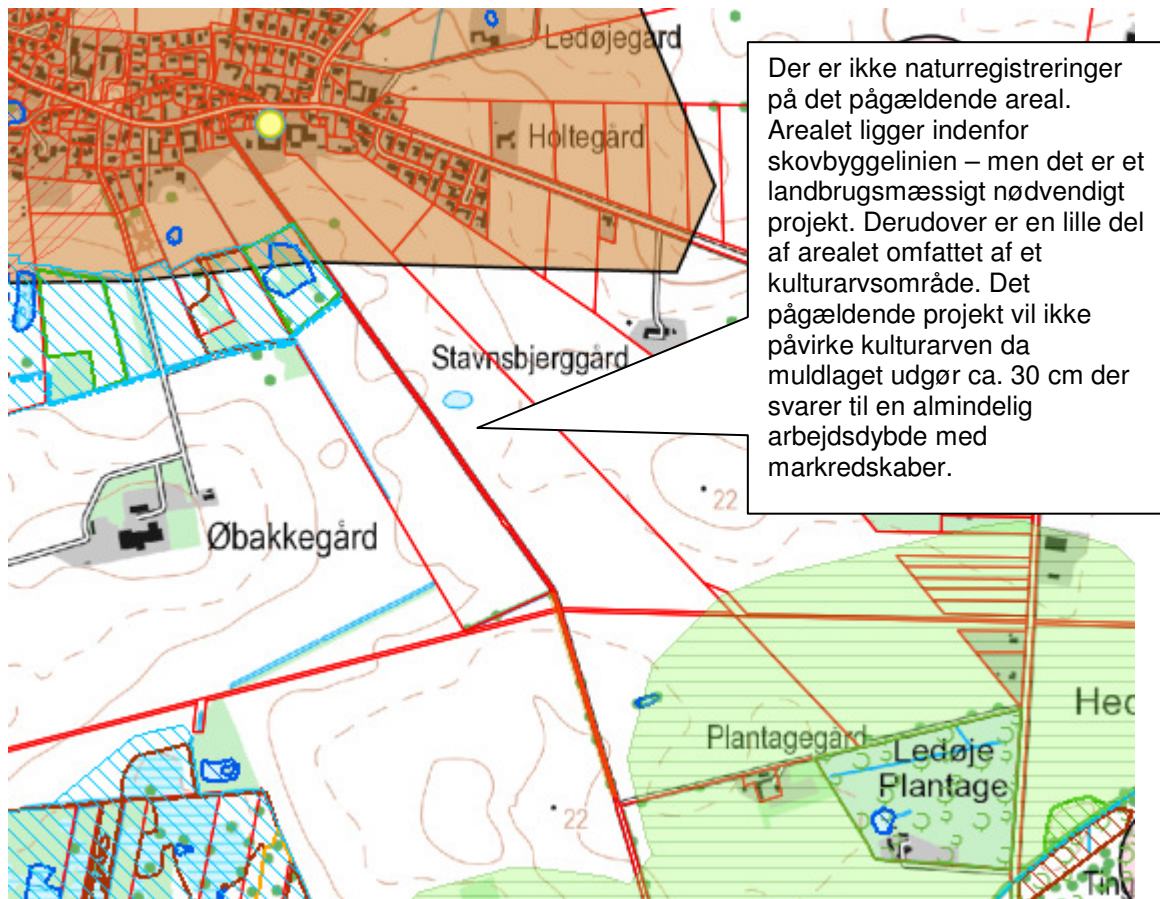 Ledøjegård
Der er ikke naturregistreringer
på det pågældende areal.
Arealet ligger indenfor
skovbyggelinien – men det er et
landbrugsmæssigt nødvendigt
projekt. Derudover er en lille del
af arealet omfattet af et
kulturarvsområde. Det
pågældende projekt vil ikke
påvirke kulturarven da
muldlaget udgør ca. 30 cm der
svarer til en almindelig
arbejdsdybde med
markredskaber.
Holtegård
Stavnsbjerggård
22
Øbakkegård
Hed
Plantagegård
Ledøje
Plantage
22
Ting